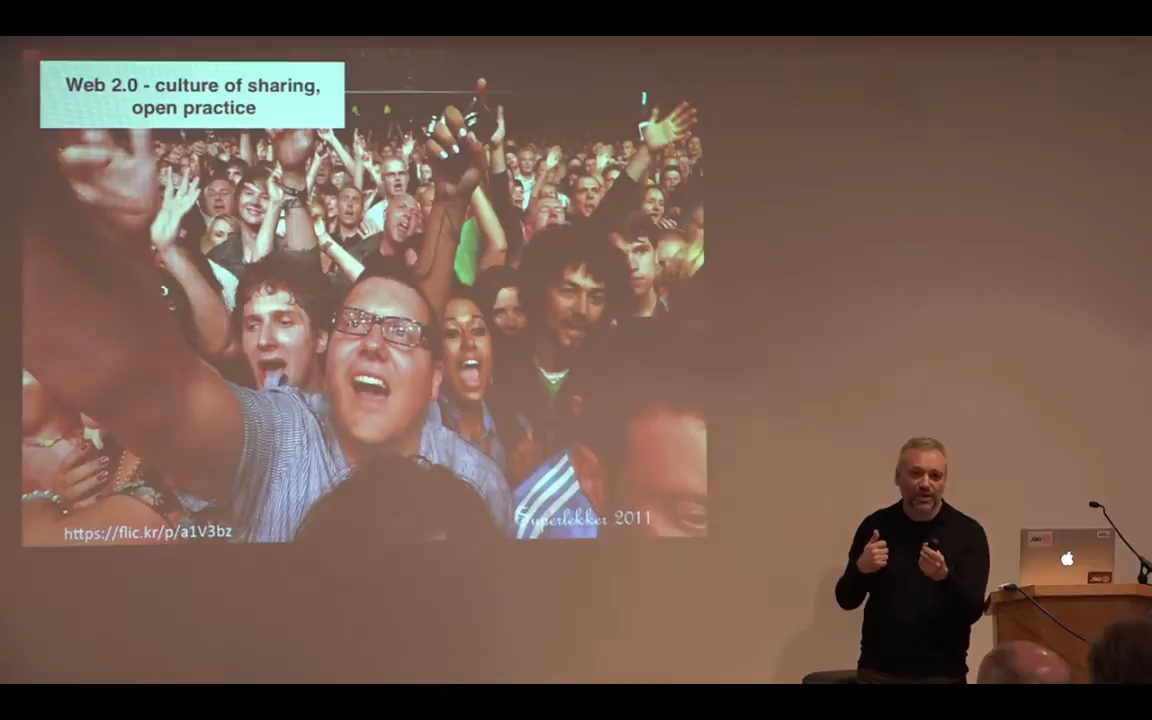 Web 2.0 - culture of sharing,
open practice
https://flic.kr/p/a1V3bz
Superlekker 2011